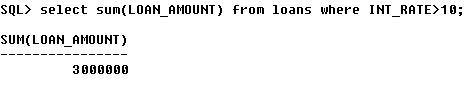 SQL> select sum(LOAN_AMOUNT) from loans where INT_RATE>10;
SUM(LOAN_AMOUNT)
----------------
3000000